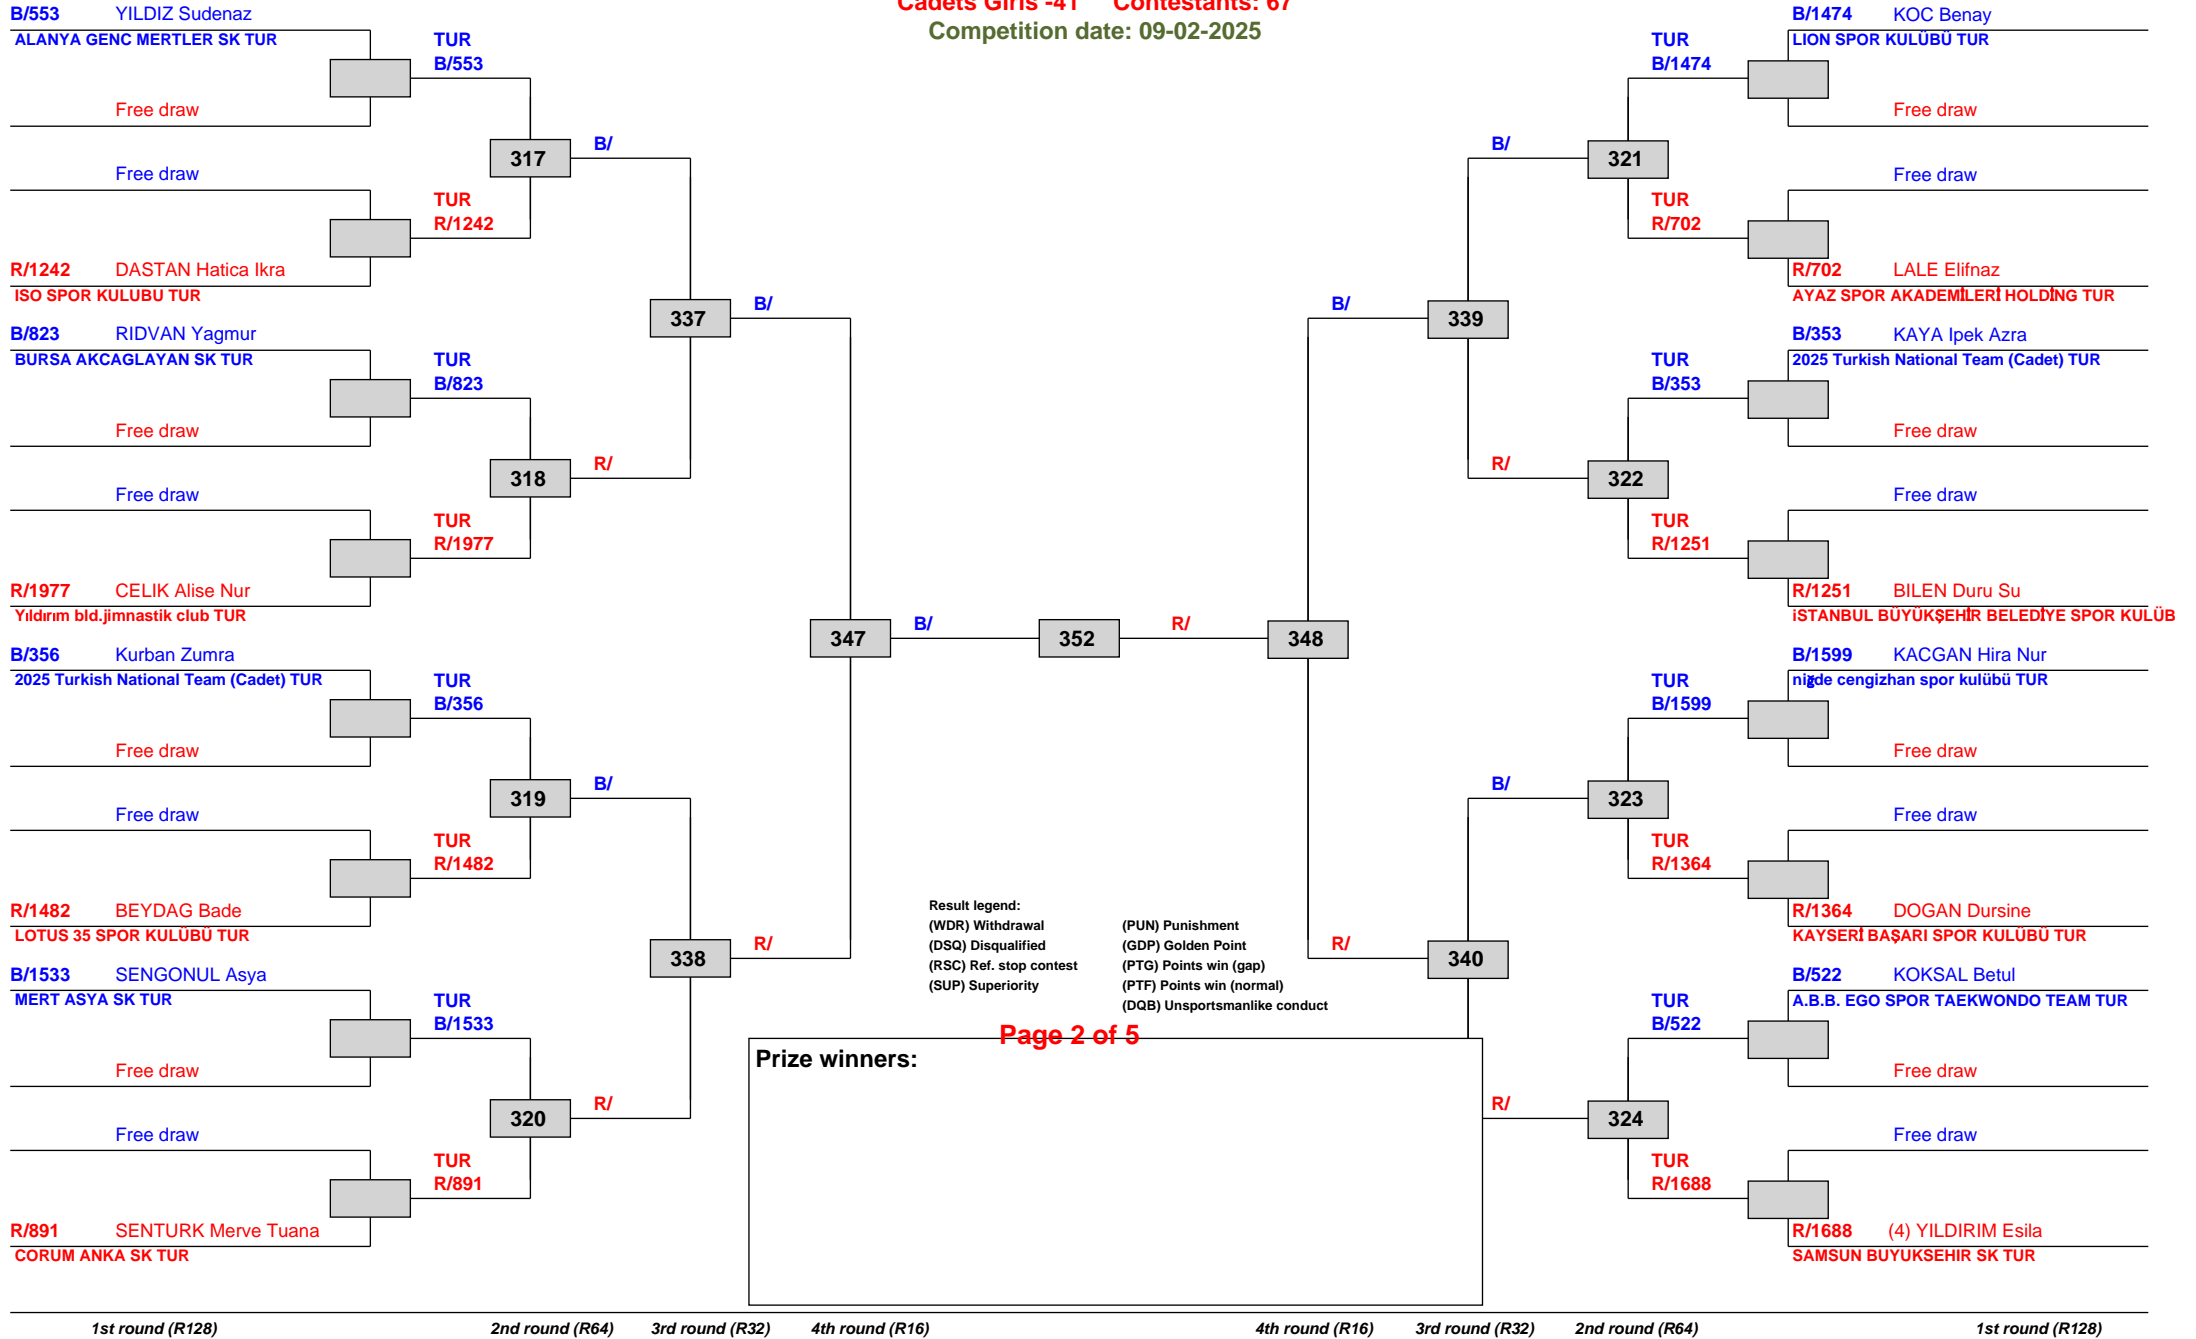 Cadets Girls -41 Contestants: 67
Competition date: 09-02-2025
B/553 YILDIZ Sudenaz
ALANYA GENC MERTLER SK TUR
TUR
B/553
Free draw
317
B/
Free draw
TUR
R/1242
R/1242 DASTAN Hatica Ikra
ISO SPOR KULUBU TUR
337
B/
B/823 RIDVAN Yagmur
BURSA AKCAGLAYAN SK TUR
TUR
B/823
Free draw
318
R/
Free draw
TUR
R/1977
R/1977 CELIK Alise Nur
Yıldırım bld.jimnastik club TUR
347
B/
352
R/
348
B/356 Kurban Zumra
2025 Turkish National Team (Cadet) TUR
TUR
B/356
Free draw
319
B/
Free draw
TUR
R/1482
R/1482 BEYDAG Bade
LOTUS 35 SPOR KULÜBÜ TUR
338
R/
B/1533 SENGONUL Asya
MERT ASYA SK TUR
TUR
B/1533
Free draw
320
R/
Free draw
TUR
R/891
R/891 SENTURK Merve Tuana
CORUM ANKA SK TUR
B/1474 KOC Benay
LION SPOR KULÜBÜ TUR
TUR
B/1474
Free draw
B/
321
Free draw
TUR
R/702
R/702 LALE Elifnaz
AYAZ SPOR AKADEMİLERİ HOLDİNG TUR
B/
339
B/353 KAYA Ipek Azra
2025 Turkish National Team (Cadet) TUR
TUR
B/353
Free draw
R/
322
Free draw
TUR
R/1251
R/1251 BILEN Duru Su
iSTANBUL BÜYÜKŞEHİR BELEDİYE SPOR KULÜB
B/1599 KACGAN Hira Nur
niğde cengizhan spor kulübü TUR
TUR
B/1599
Free draw
B/
323
Free draw
TUR
R/1364
R/1364 DOGAN Dursine
KAYSERİ BAŞARI SPOR KULÜBÜ TUR
R/
340
B/522 KOKSAL Betul
A.B.B. EGO SPOR TAEKWONDO TEAM TUR
TUR
B/522
Free draw
R/
324
Free draw
TUR
R/1688
R/1688 (4) YILDIRIM Esila
SAMSUN BUYUKSEHIR SK TUR
Result legend:
(WDR) Withdrawal (PUN) Punishment
(DSQ) Disqualified (GDP) Golden Point
(RSC) Ref. stop contest (PTG) Points win (gap)
(SUP) Superiority (PTF) Points win (normal)
(DQB) Unsportsmanlike conduct
Page 2 of 5
Prize winners:
1st round (R128) 2nd round (R64) 3rd round (R32) 4th round (R16) 4th round (R16) 3rd round (R32) 2nd round (R64) 1st round (R128)